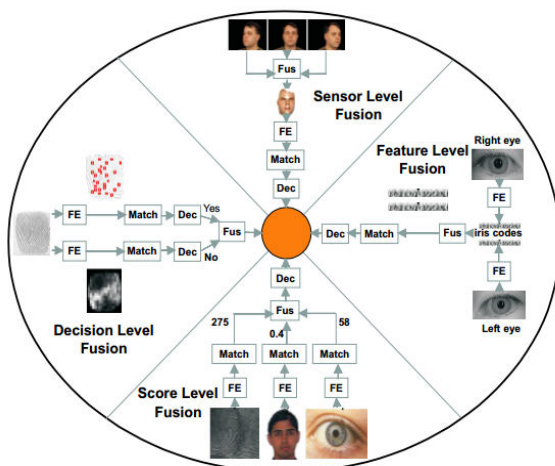 Fus
Sensor Level
Fusion
FE
Match
Dec
Right eye
Feature Level
Fusion
FE
Dec
Match
Fus
iris codes
FE
Left eye
Yes
FE
Match
Dec
Fus
FE
Match
Dec
No
Decision Level
Fusion
Dec
Fus
275
0.4
58
Match
Match
Match
Score Level
Fusion
FE
FE
FE